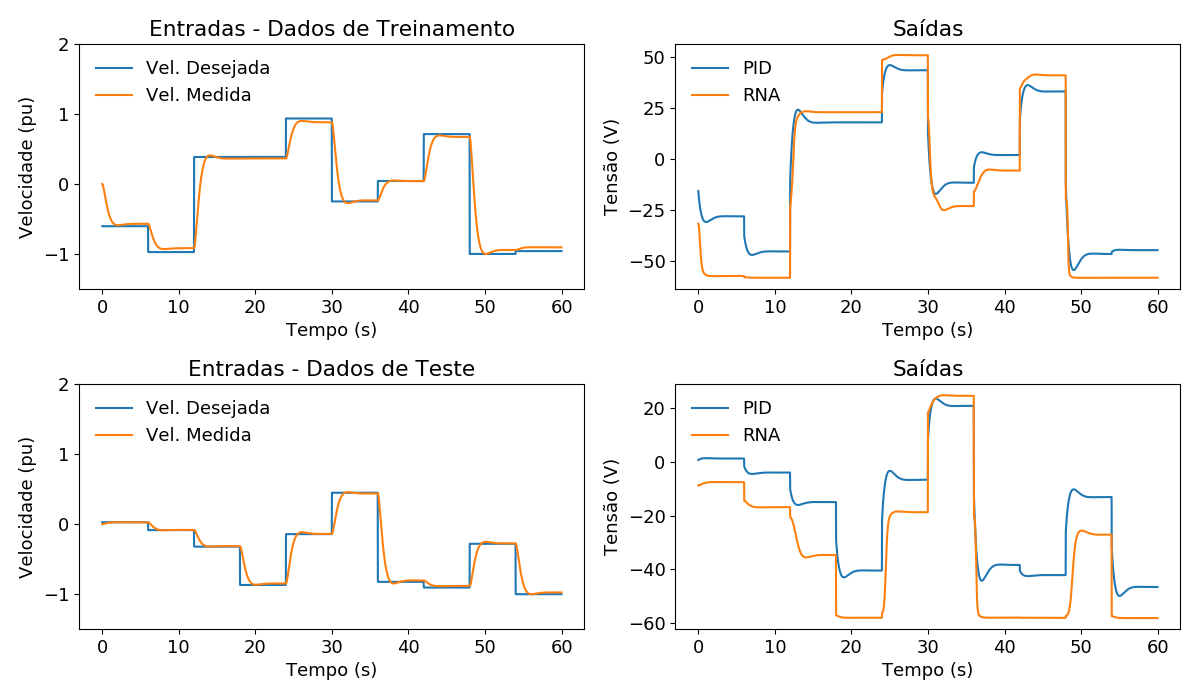 Entradas - Dados de Treinamento
2
1
0
−1
Velocidade (pu)
Vel. Desejada
Vel. Medida
0 10 20 30 40 50 60
Tempo (s)
Saídas
50
25
0
−25
−50
Tensão (V)
PID
RNA
0 10 20 30 40 50 60
Tempo (s)
Entradas - Dados de Teste
2
1
0
−1
Velocidade (pu)
Vel. Desejada
Vel. Medida
0 10 20 30 40 50 60
Tempo (s)
Saídas
20
0
−20
−40
−60
Tensão (V)
PID
RNA
0 10 20 30 40 50 60
Tempo (s)